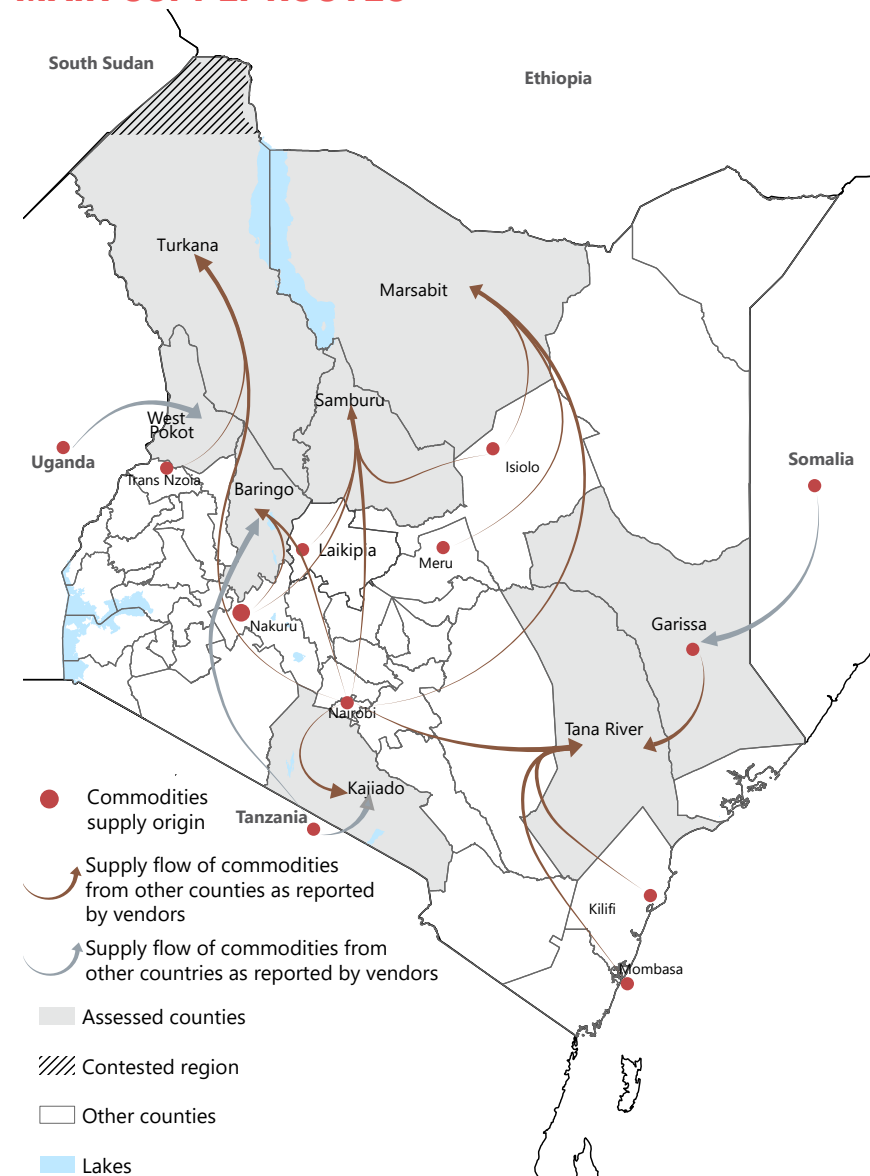 MAIN SUPPLY ROUTES
South Sudan
Ethiopia
Turkana
Marsabit
Samburu
West
Pokot
Uganda
Trans Nzoia
Baringo
Isiolo
Somalia
Laikipia
Meru
Nakuru
Garissa
Nairobi
Tana River
Kajiado
Tanzania
Kilifi
Mombasa
Commodities
supply origin
Supply flow of commodities
from other counties as reported
by vendors
Supply flow of commodities from
other countries as reported by vendors
Assessed counties
Contested region
Other counties
Lakes